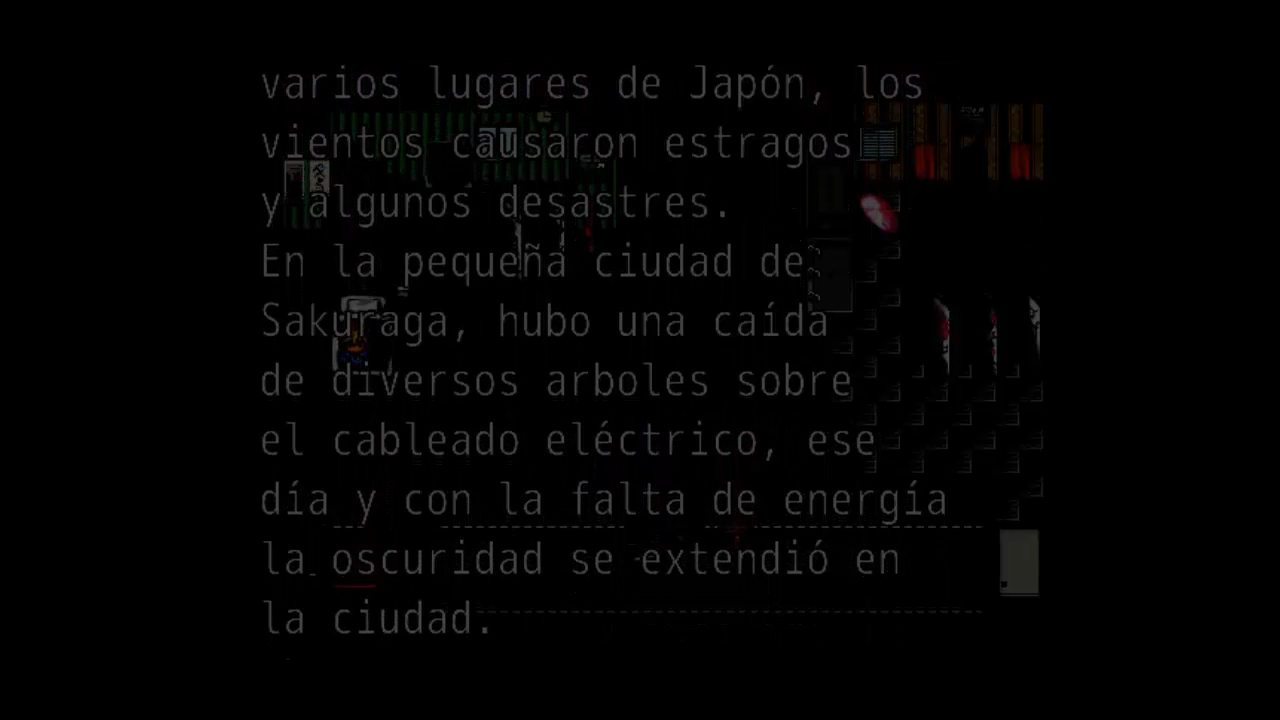 varios lugares de Japón, los
vientos causaron estragos
y algunos desastres.
En la pequeña ciudad de
Sakuraga, hubo una caída
de diversos arboles sobre
el cableado eléctrico, ese
día y con la falta de energía
la oscuridad se extendió en
la ciudad.